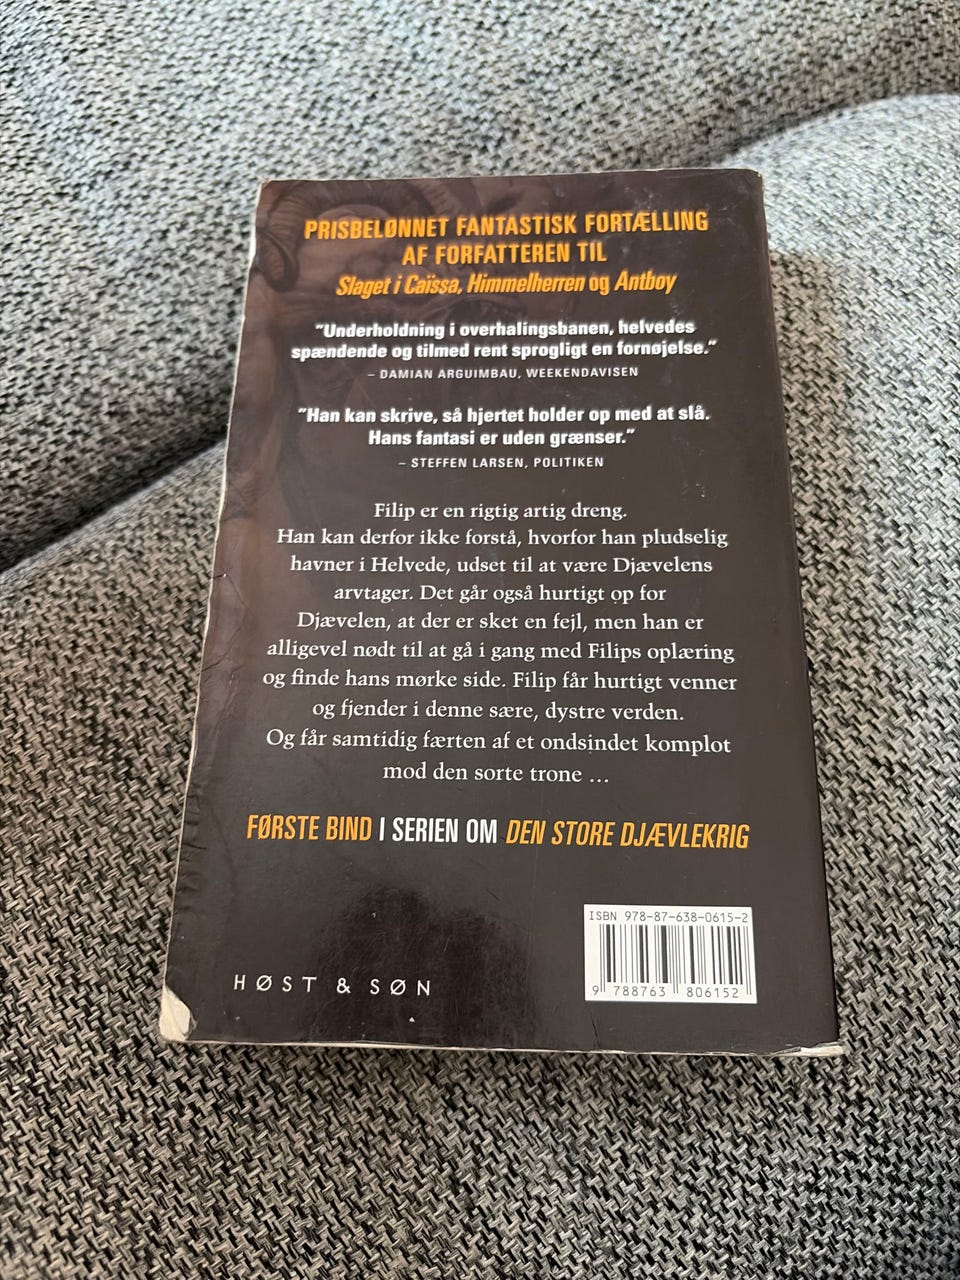 PRISBELØNNET FANTASTISK FORTÆLLING
AF FORFATTEREN TIL
Slaget i Caïssa, Himmelherren og Antboy
"Underholdning i overhalingsbanen, helvedes
spændende og tilmed rent sprogligt en fornøjelse."
– DAMIAN ARGUIMBAU, WEEKENDAVISEN
"Han kan skrive, så hjertet holder op med at slå.
Hans fantasi er uden grænser."
– STEFFEN LARSEN, POLITIKEN
Filip er en rigtig artig dreng.
Han kan derfor ikke forstå, hvorfor han pludselig
havner i Helvede, udset til at være Djævelens
arvtager. Det går også hurtigt op for
Djævelen, at der er sket en fejl, men han er
alligevel nødt til at gå i gang med Filips oplæring
og finde hans mørke side. Filip får hurtigt venner
og fjender i denne sære, dystre verden.
Og får samtidig færten af et ondsindet komplot
mod den sorte trone ...
FØRSTE BIND I SERIEN OM DEN STORE DJÆVLEKRIG
ISBN 978-87-638-0615-2
9 788763 806152
HØST & SØN